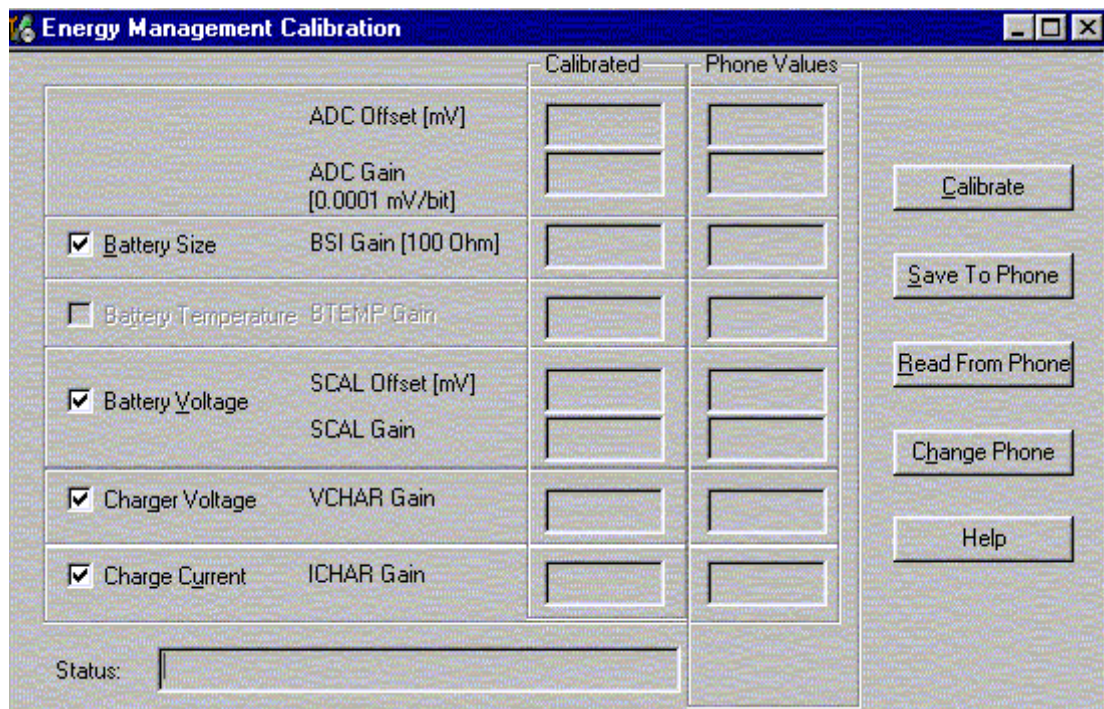 Energy Management Calibration
Calibrated Phone Values
ADC Offset [mV]
ADC Gain
[0.0001 mV/bit]
Battery Size BSI Gain [100 Ohm]
Battery Temperature BTEMP Gain
Battery Voltage SCAL Offset [mV]
SCAL Gain
Charger Voltage VCHAR Gain
Charge Current ICHAR Gain
Status:
Calibrate
Save To Phone
Read From Phone
Change Phone
Help